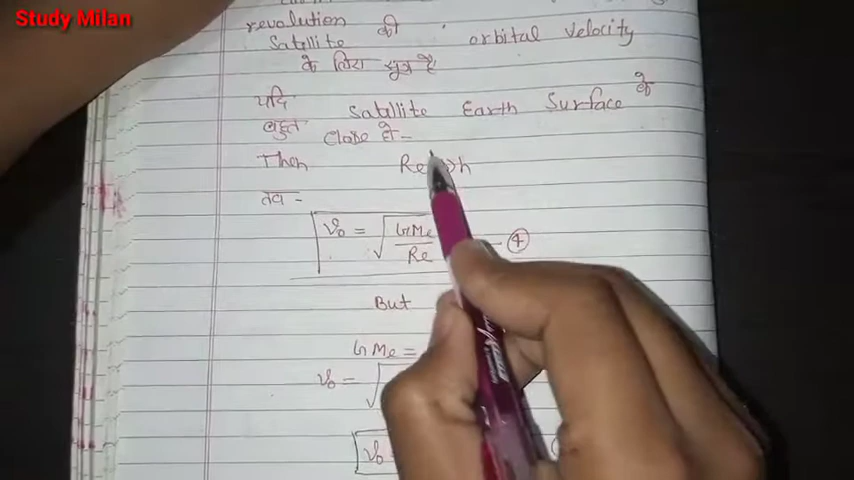 Study Milan
revolution की
Satellite orbital velocity
के लिए सूत्र है
यदि Satellite Earth Surface के
बहुत Close है-
Then Re>>h
तब -
V₀ = √GMe/Re - ④
But
GMe =
V₀ = √
V₀